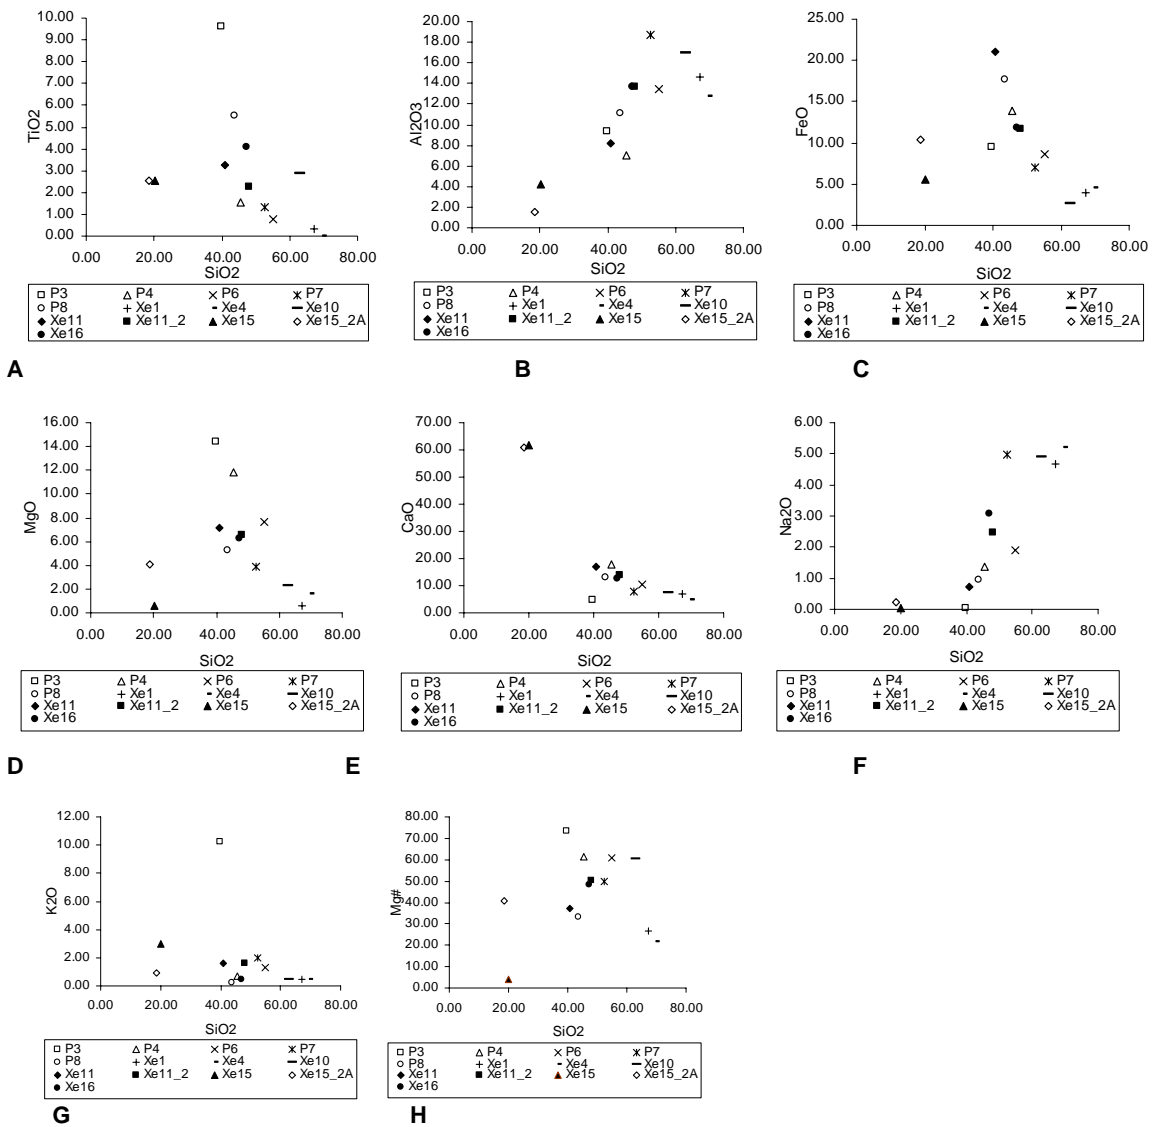 TiO2
10.00
9.00
8.00
7.00
6.00
5.00
4.00
3.00
2.00
1.00
0.00
0.00 20.00 40.00 60.00 80.00
SiO2
P3 P4 P6 P7
P8 Xe1 Xe4 Xe10
Xe11 Xe11_2 Xe15 Xe15_2A
Xe16
A
Al2O3
20.00
18.00
16.00
14.00
12.00
10.00
8.00
6.00
4.00
2.00
0.00
0.00 20.00 40.00 60.00 80.00
SiO2
P3 P4 P6 P7
P8 Xe1 Xe4 Xe10
Xe11 Xe11_2 Xe15 Xe15_2A
Xe16
B
FeO
25.00
20.00
15.00
10.00
5.00
0.00
0.00 20.00 40.00 60.00 80.00
SiO2
P3 P4 P6 P7
P8 Xe1 Xe4 Xe10
Xe11 Xe11_2 Xe15 Xe15_2A
Xe16
C
MgO
16.00
14.00
12.00
10.00
8.00
6.00
4.00
2.00
0.00
0.00 20.00 40.00 60.00 80.00
SiO2
P3 P4 P6 P7
P8 Xe1 Xe4 Xe10
Xe11 Xe11_2 Xe15 Xe15_2A
Xe16
D
CaO
70.00
60.00
50.00
40.00
30.00
20.00
10.00
0.00
0.00 20.00 40.00 60.00 80.00
SiO2
P3 P4 P6 P7
P8 Xe1 Xe4 Xe10
Xe11 Xe11_2 Xe15 Xe15_2A
Xe16
E
Na2O
6.00
5.00
4.00
3.00
2.00
1.00
0.00
0.00 20.00 40.00 60.00 80.00
SiO2
P3 P4 P6 P7
P8 Xe1 Xe4 Xe10
Xe11 Xe11_2 Xe15 Xe15_2A
Xe16
F
K2O
12.00
10.00
8.00
6.00
4.00
2.00
0.00
0.00 20.00 40.00 60.00 80.00
SiO2
P3 P4 P6 P7
P8 Xe1 Xe4 Xe10
Xe11 Xe11_2 Xe15 Xe15_2A
Xe16
G
Mg#
80.00
70.00
60.00
50.00
40.00
30.00
20.00
10.00
0.00
0.00 20.00 40.00 60.00 80.00
SiO2
P3 P4 P6 P7
P8 Xe1 Xe4 Xe10
Xe11 Xe11_2 Xe15 Xe15_2A
Xe16
H